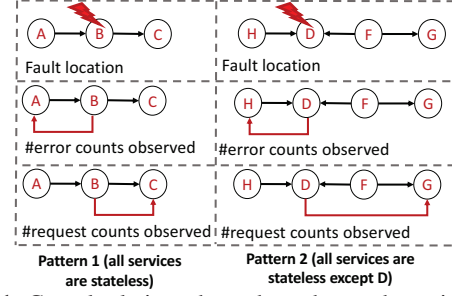 A B C H D F G
Fault location Fault location
A B C H D F G
#error counts observed #error counts observed
A B C H D F G
#request counts observed #request counts observed
Pattern 1 (all services
are stateless)
Pattern 2 (all services are
stateless except D)